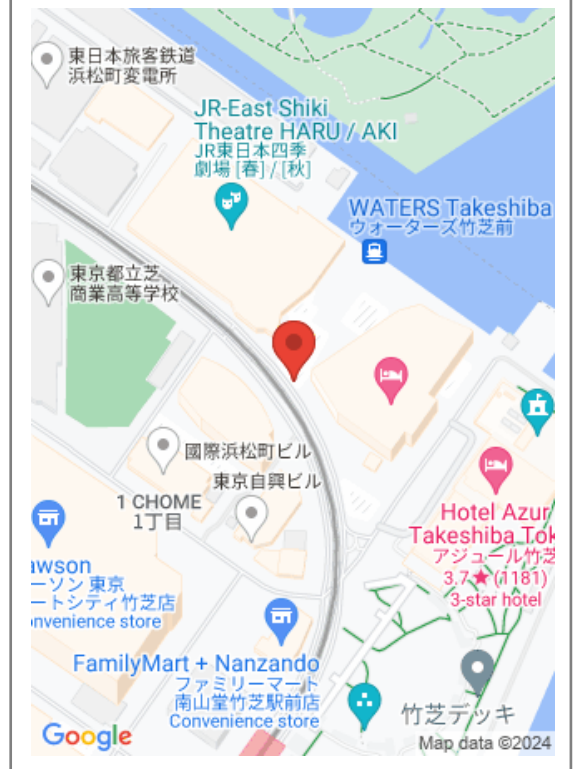 東日本旅客鉄道
浜松町変電所
JR-East Shiki
Theatre HARU / AKI
JR東日本四季
劇場 [春] / [秋]
WATERS Takeshiba
ウォーターズ竹芝前
東京都立芝
商業高等学校
國際浜松町ビル
東京自興ビル
1 CHOME
1丁目
Hotel Azur
Takeshiba Tok
アジュール竹芝
3.7★(1181)
3-star hotel
awson
ーソン 東京
ートシティ竹芝店
onvenience store
FamilyMart + Nanzando
ファミリーマート
南山堂竹芝駅前店
Convenience store
竹芝デッキ
Google
Map data ©2024